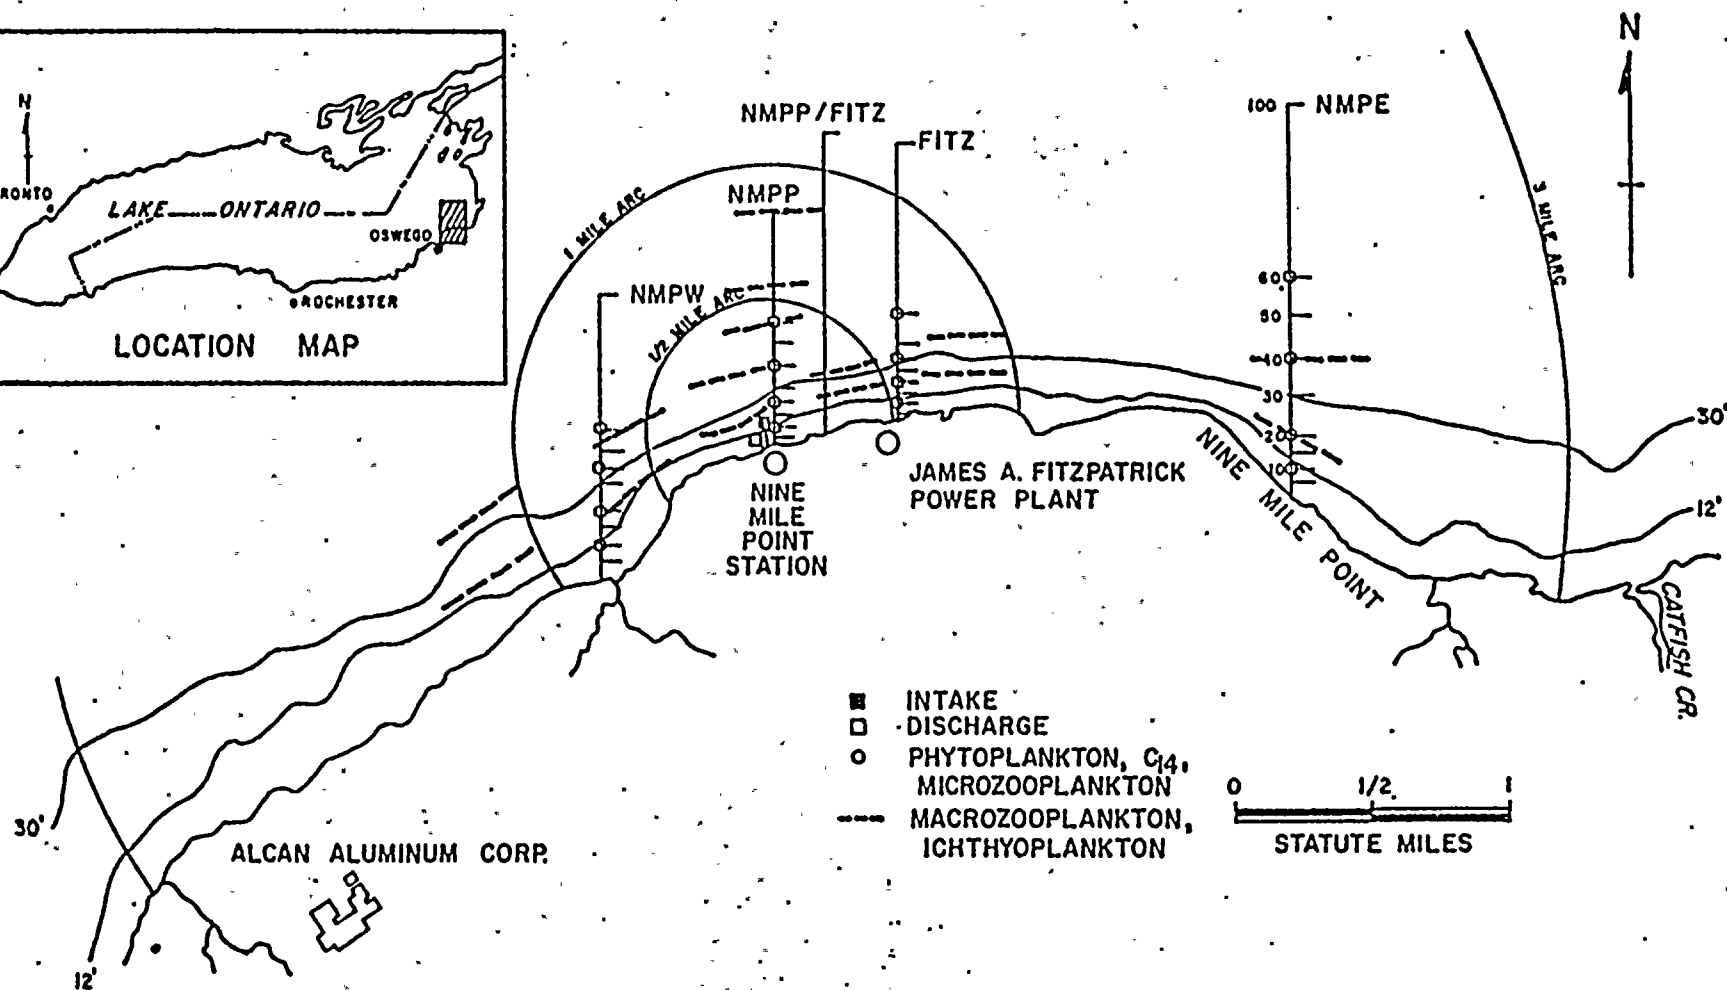 N
RONTO
LAKE ONTARIO
OSWEGO
ROCHESTER
LOCATION MAP
NMPP/FITZ
FITZ
NMPP
1 MILE ARC
NMPW
1/2 MILE ARC
100 NMPE
60
50
40
30
20
10
3 MILE ARC
N
30'
12'
NINE MILE POINT
CATFISH CR.
NINE
MILE
POINT
STATION
JAMES A. FITZPATRICK
POWER PLANT
INTAKE
DISCHARGE
PHYTOPLANKTON, C14,
MICROZOOPLANKTON
MACROZOOPLANKTON,
ICHTHYOPLANKTON
0 1/2 1
STATUTE MILES
30'
ALCAN ALUMINUM CORP.
12'